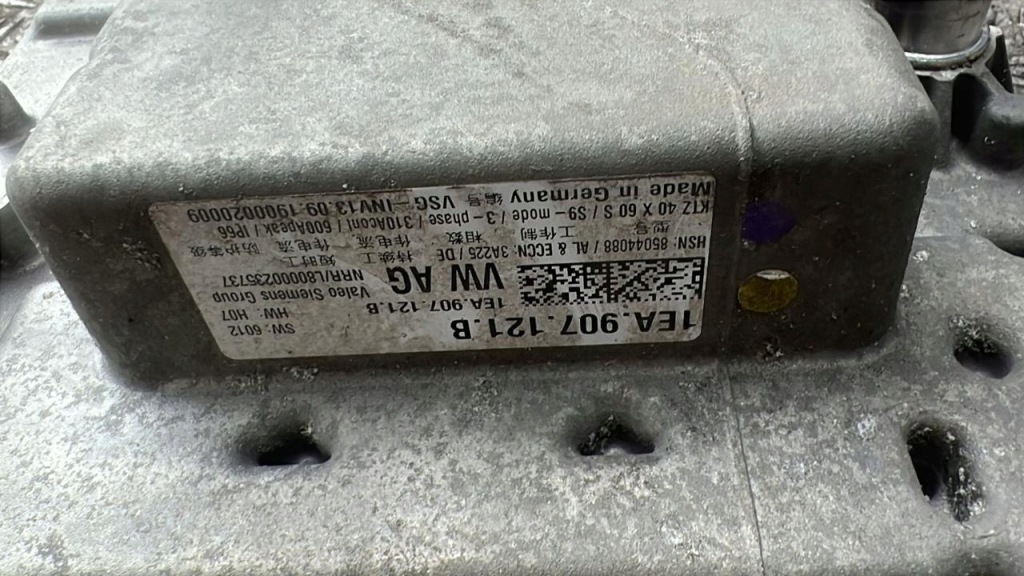 1EA.907.121.B
1EA.907.121.B
VW AG
SW: 6012
HW: H07
Valeo Siemens Group
NRR/L800000235737
HSN: 85044088 / AL & ECCN: 3A225 / DE
型号 工作制 相数 持续工作电流 短时工作电流 防护等级
KTZ 40 X 60 S / S9-mode / 3-phase / 310Acont / 600Apeak / IP66
Made in Germany 编号 VSG-INV13.09.19000020009